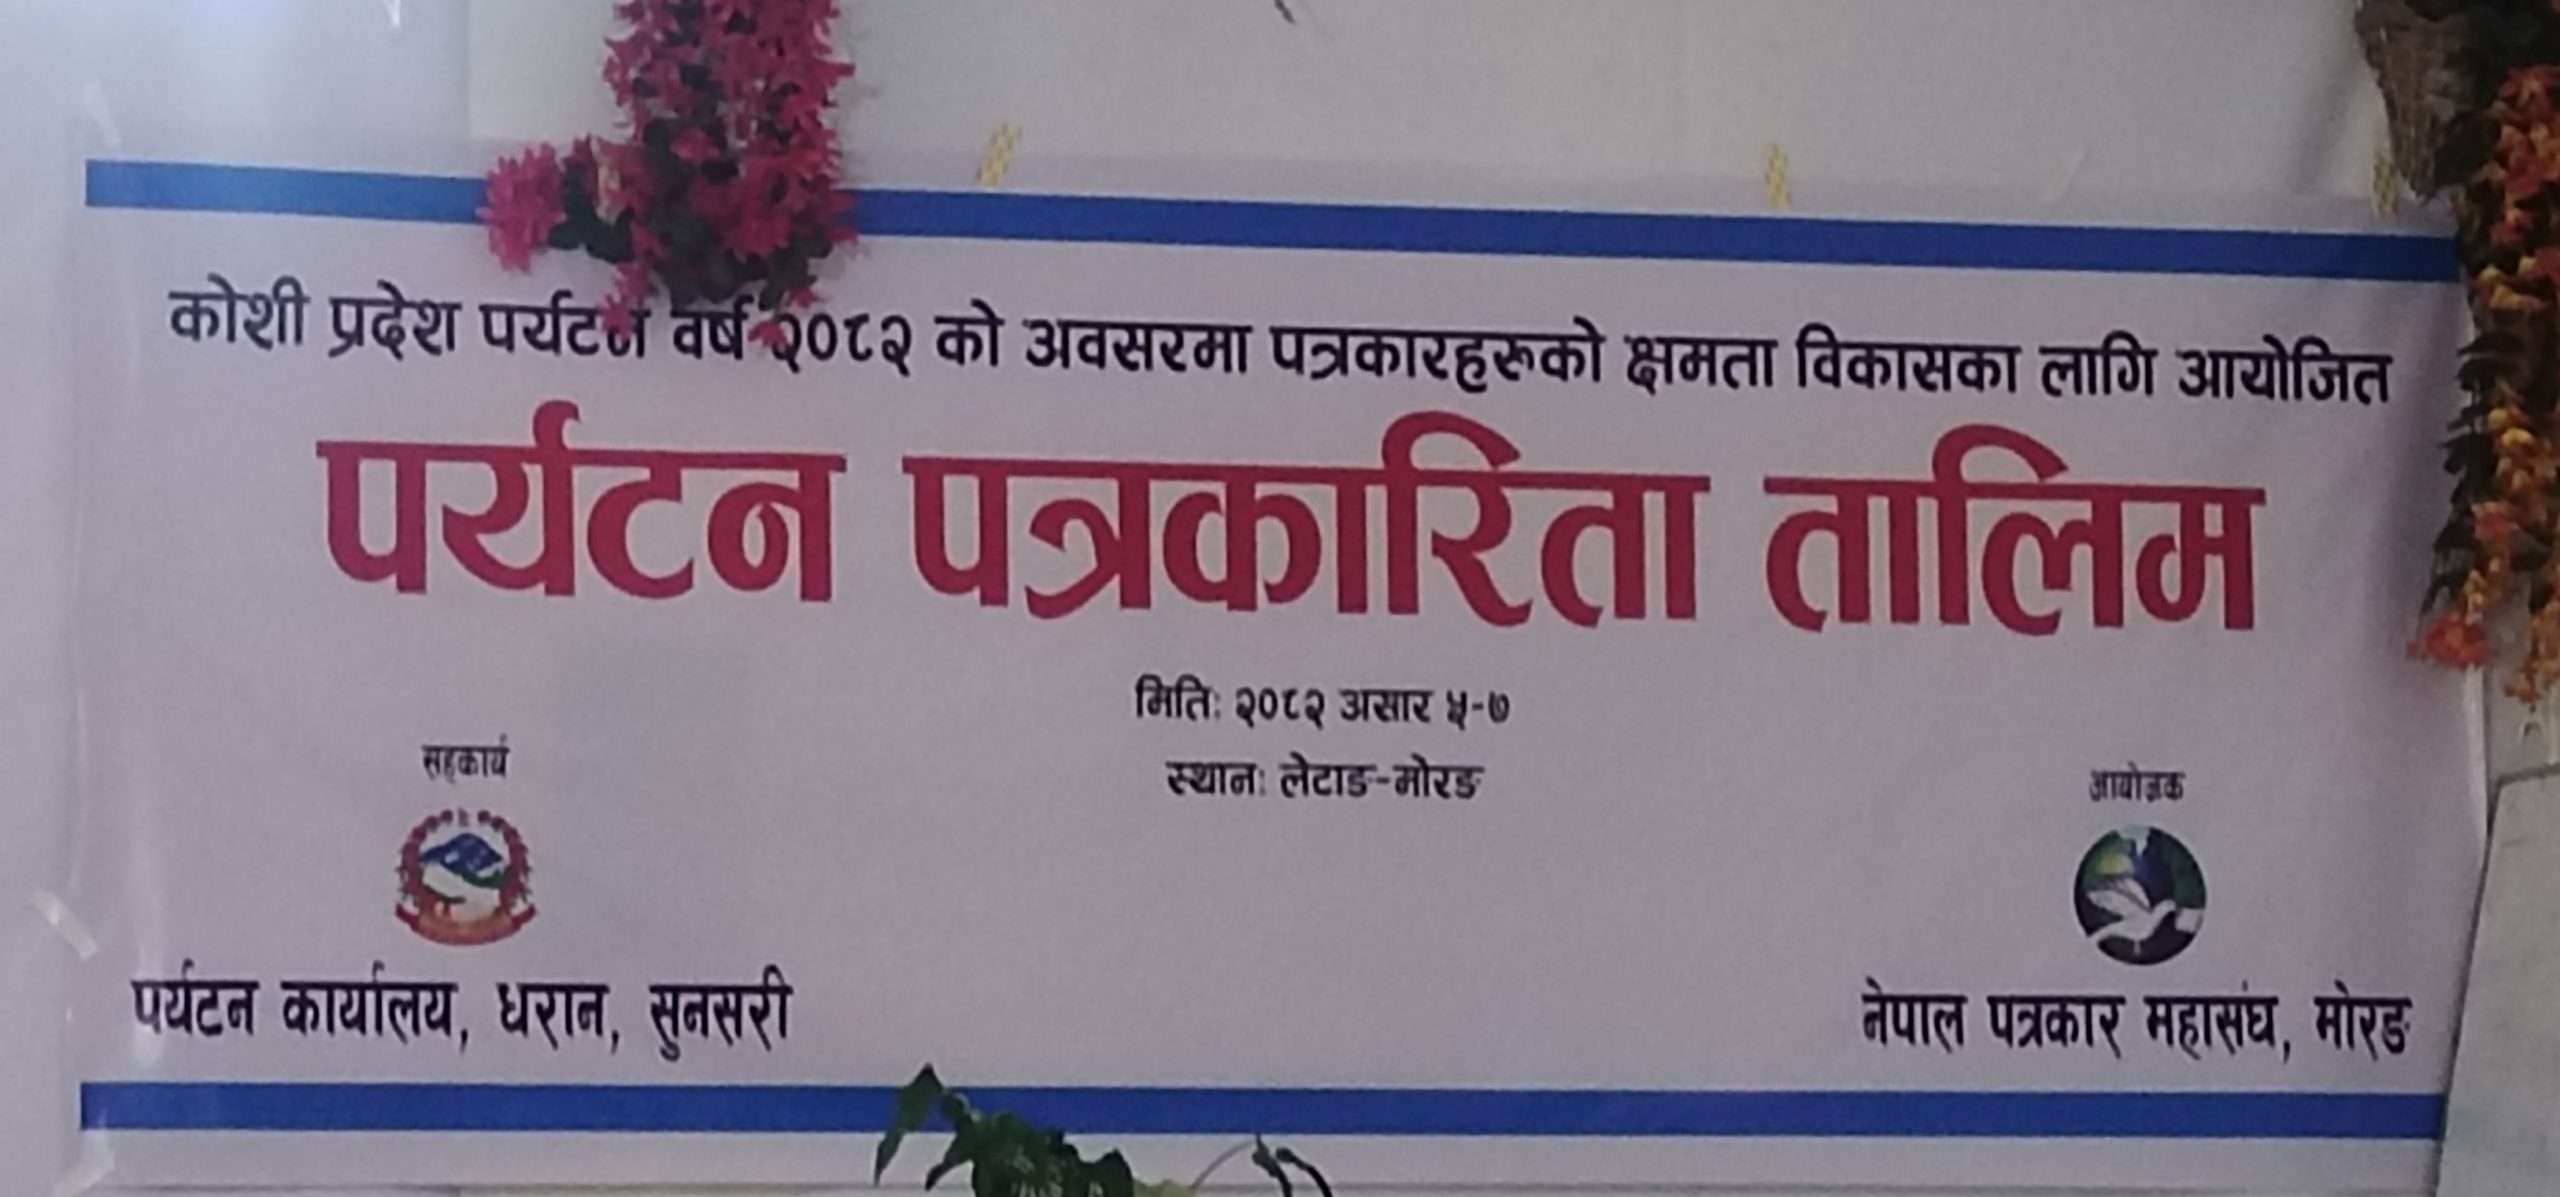 कोशी प्रदेश पर्यटन वर्ष २०८२ को अवसरमा पत्रकारहरूको क्षमता विकासका लागि आयोजित
पर्यटन पत्रकारिता तालिम
मितिः २०८२ असार ५-७
स्थानः लेटाङ-मोरङ
सहकार्य
आयोजक
पर्यटन कार्यालय, धरान, सुनसरी
नेपाल पत्रकार महासंघ, मोरङ